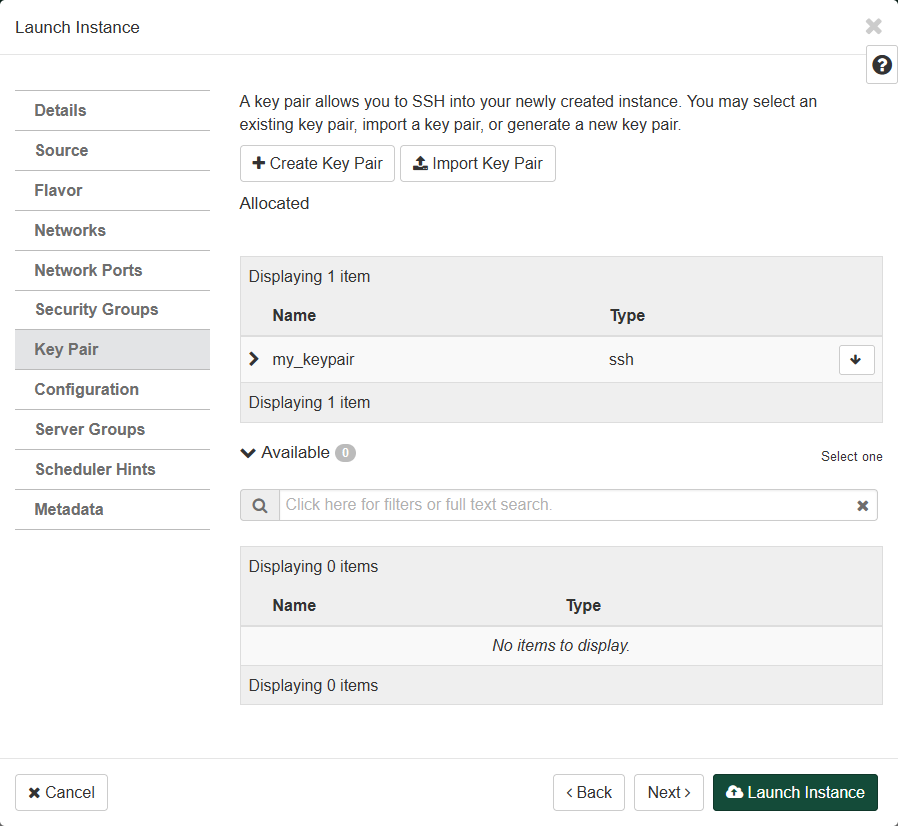 Launch Instance
Details
Source
Flavor
Networks
Network Ports
Security Groups
Key Pair
Configuration
Server Groups
Scheduler Hints
Metadata
A key pair allows you to SSH into your newly created instance. You may select an
existing key pair, import a key pair, or generate a new key pair.
Create Key Pair Import Key Pair
Allocated
Displaying 1 item
Name Type
my_keypair ssh
Displaying 1 item
Available 0 Select one
Click here for filters or full text search.
Displaying 0 items
Name Type
No items to display.
Displaying 0 items
Cancel < Back Next > Launch Instance